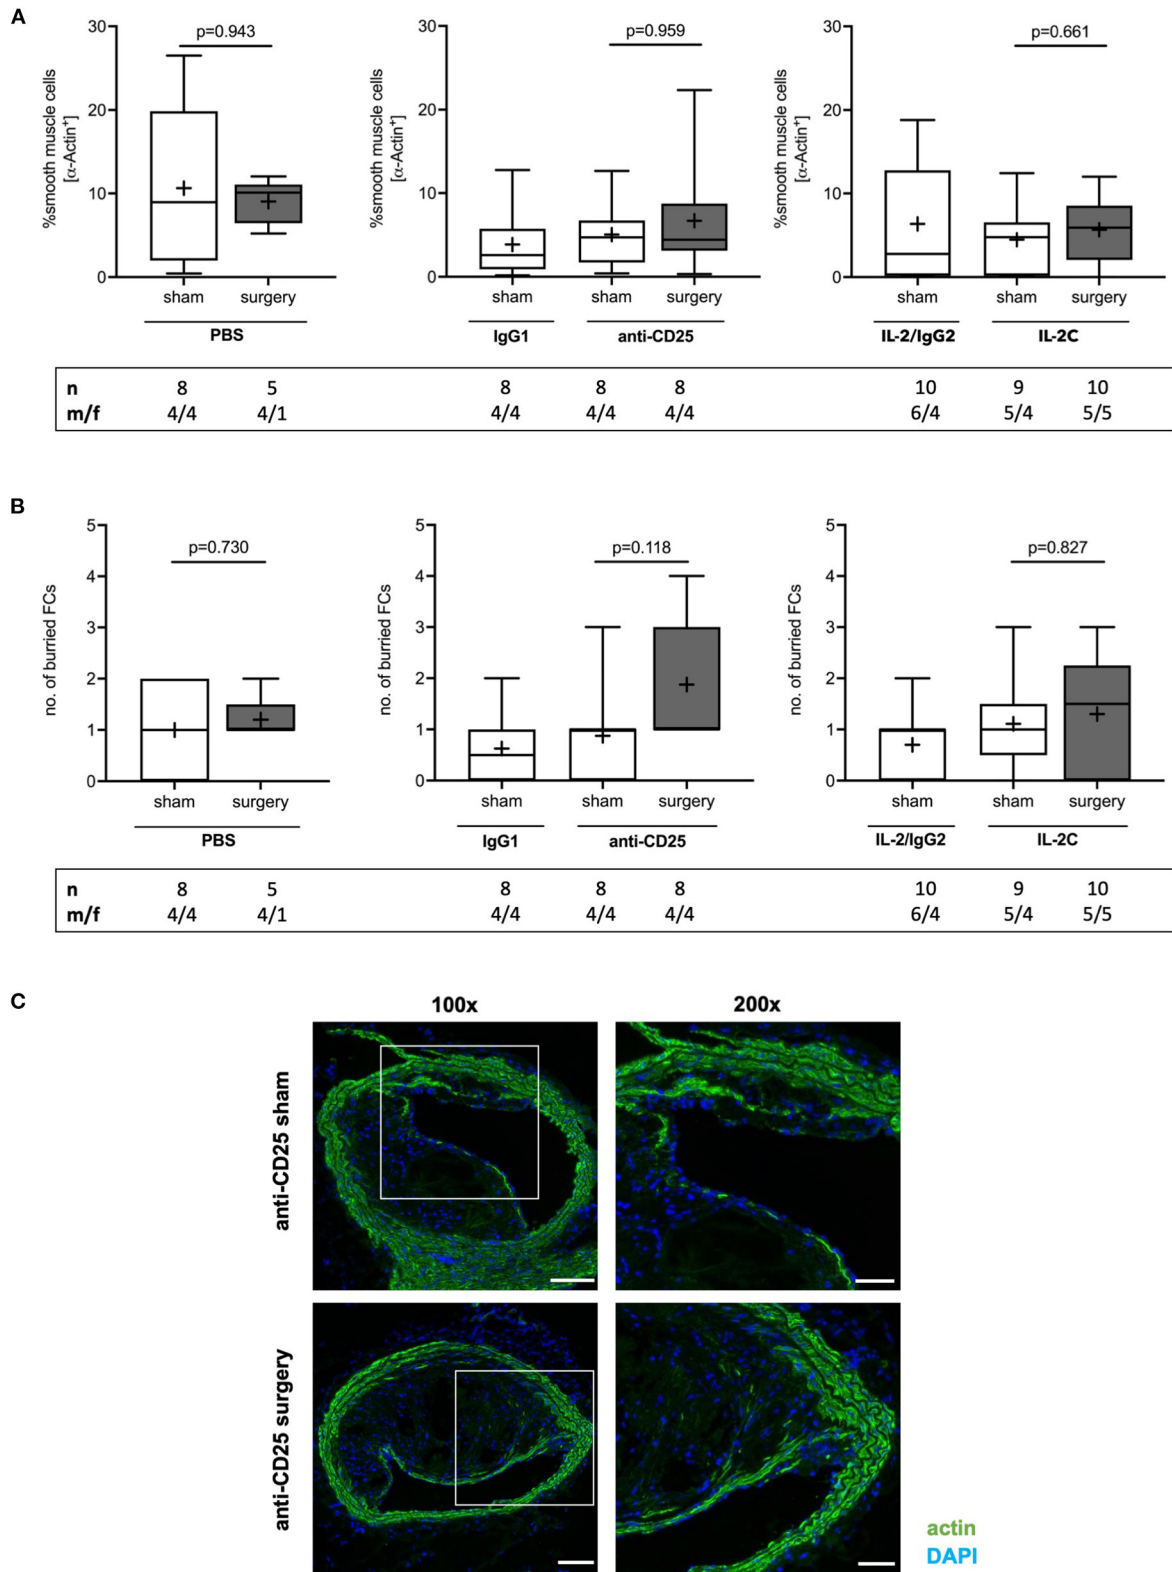 A
30
20
10
0
%smooth muscle cells
[α-Actin⁺]
p=0.943
sham surgery
PBS
30
20
10
0
%smooth muscle cells
[α-Actin⁺]
p=0.959
sham sham surgery
IgG1 anti-CD25
30
20
10
0
%smooth muscle cells
[α-Actin⁺]
p=0.661
sham surgery
IL-2/IgG2 IL-2C
n 8 5 8 8 8 10 9 10
m/f 4/4 4/1 4/4 4/4 4/4 6/4 5/4 5/5
B
5
4
3
2
1
0
no. of burried FCs
p=0.730
sham surgery
PBS
5
4
3
2
1
0
no. of burried FCs
p=0.118
sham sham surgery
IgG1 anti-CD25
5
4
3
2
1
0
no. of burried FCs
p=0.827
sham surgery
IL-2/IgG2 IL-2C
n 8 5 8 8 8 10 9 10
m/f 4/4 4/1 4/4 4/4 4/4 6/4 5/4 5/5
C
100x 200x
anti-CD25 sham
anti-CD25 surgery
actin
DAPI